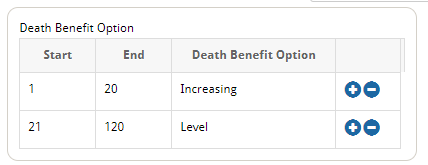 Death Benefit Option
Start End Death Benefit Option
1 20 Increasing
21 120 Level